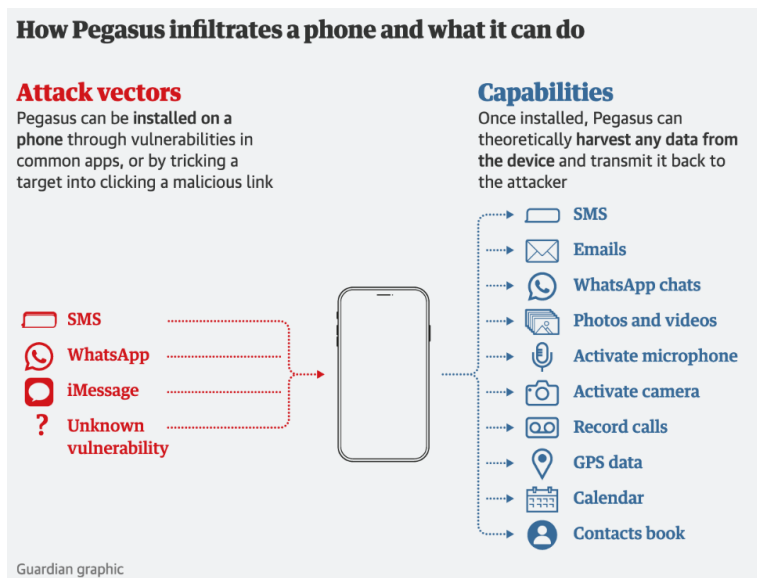 How Pegasus infiltrates a phone and what it can do
Attack vectors
Pegasus can be installed on a
phone through vulnerabilities in
common apps, or by tricking a
target into clicking a malicious link
SMS
WhatsApp
iMessage
? Unknown
vulnerability
Capabilities
Once installed, Pegasus can
theoretically harvest any data from
the device and transmit it back to
the attacker
SMS
Emails
WhatsApp chats
Photos and videos
Activate microphone
Activate camera
Record calls
GPS data
Calendar
Contacts book
Guardian graphic